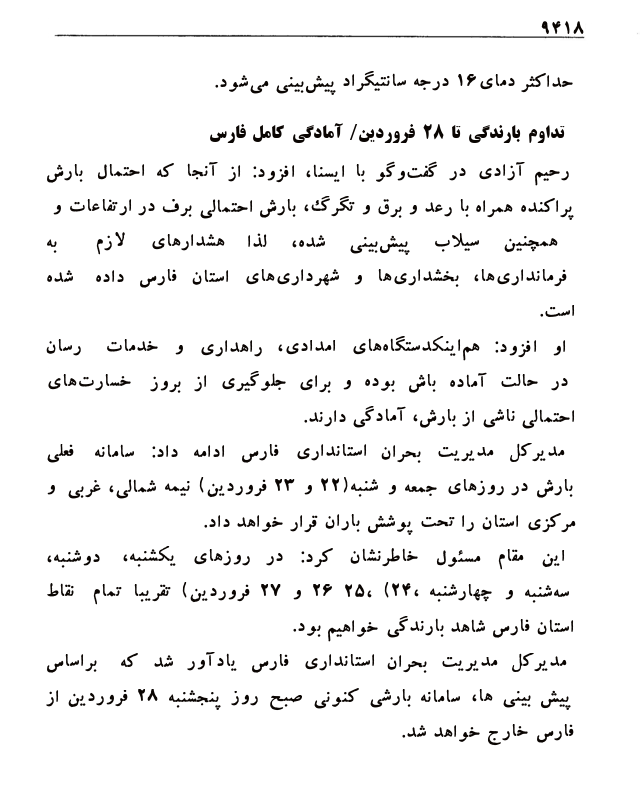 ۹۴۱۸
حداکثر دمای۱۶ درجه سانتیگراد پیش‌بینی می‌شود.
تداوم بارندگی تا ۲۸ فروردین/ آمادگی کامل فارس
رحیم آزادی در گفت‌وگو با ایسنا، افزود: از آنجا که احتمال بارش
پراکنده همراه با رعد و برق و تگرگ، بارش احتمالی برف در ارتفاعات و
همچنین سیلاب پیش‌بینی شده، لذا هشدارهای لازم به
فرمانداری‌ها، بخشداری‌ها و شهرداری‌های استان فارس داده شده
است.
او افزود: هم‌اینکدستگاه‌های امدادی، راهداری و خدمات رسان
در حالت آماده باش بوده و برای جلوگیری از بروز خسارت‌های
احتمالی ناشی از بارش، آمادگی دارند.
مدیرکل مدیریت بحران استانداری فارس ادامه داد: سامانه فعلی
بارش در روزهای جمعه و شنبه(۲۲ و ۲۳ فروردین) نیمه شمالی، غربی و
مرکزی استان را تحت پوشش باران قرار خواهد داد.
این مقام مسئول خاطرنشان کرد: در روزهای یکشنبه، دوشنبه،
سه‌شنبه و چهارشنبه ،۲۴) ،۲۵ ۲۶ و ۲۷ فروردین) تقریبا تمام نقاط
استان فارس شاهد بارندگی خواهیم بود.
مدیرکل مدیریت بحران استانداری فارس یادآور شد که براساس
پیش بینی ها، سامانه بارشی کنونی صبح روز پنجشنبه ۲۸ فروردین از
فارس خارج خواهد شد.